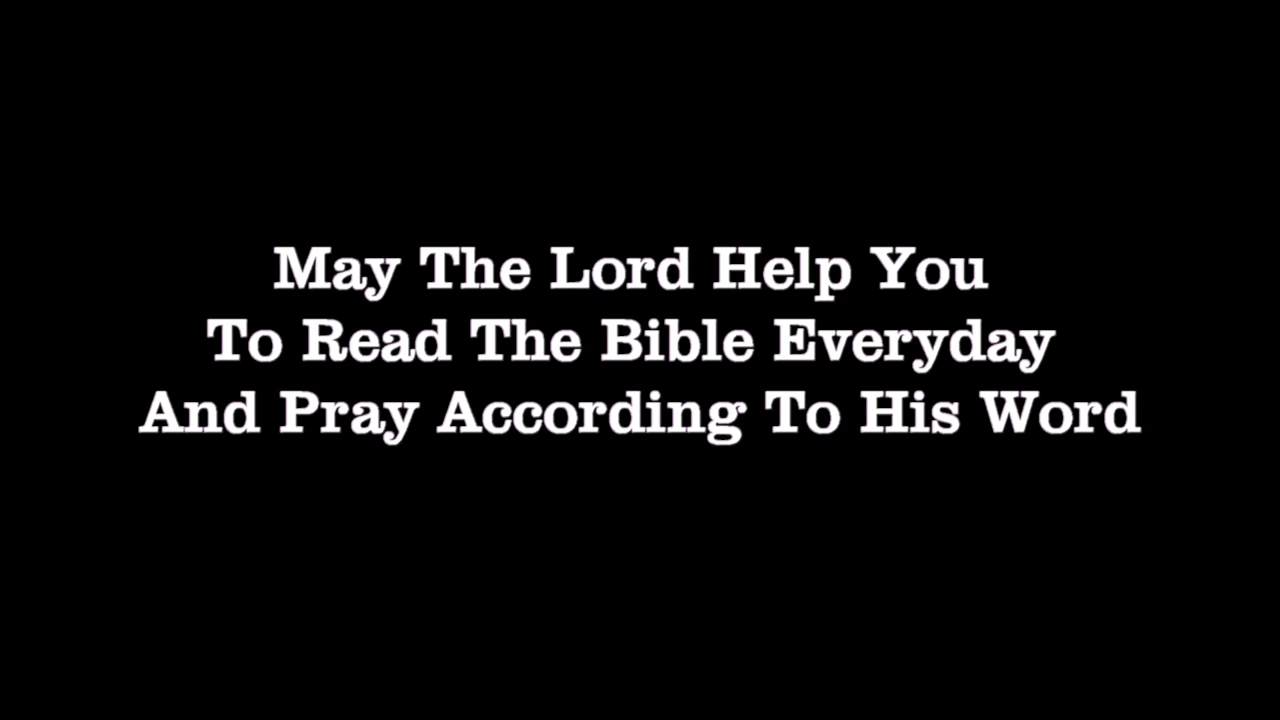 May The Lord Help You
To Read The Bible Everyday
And Pray According To His Word